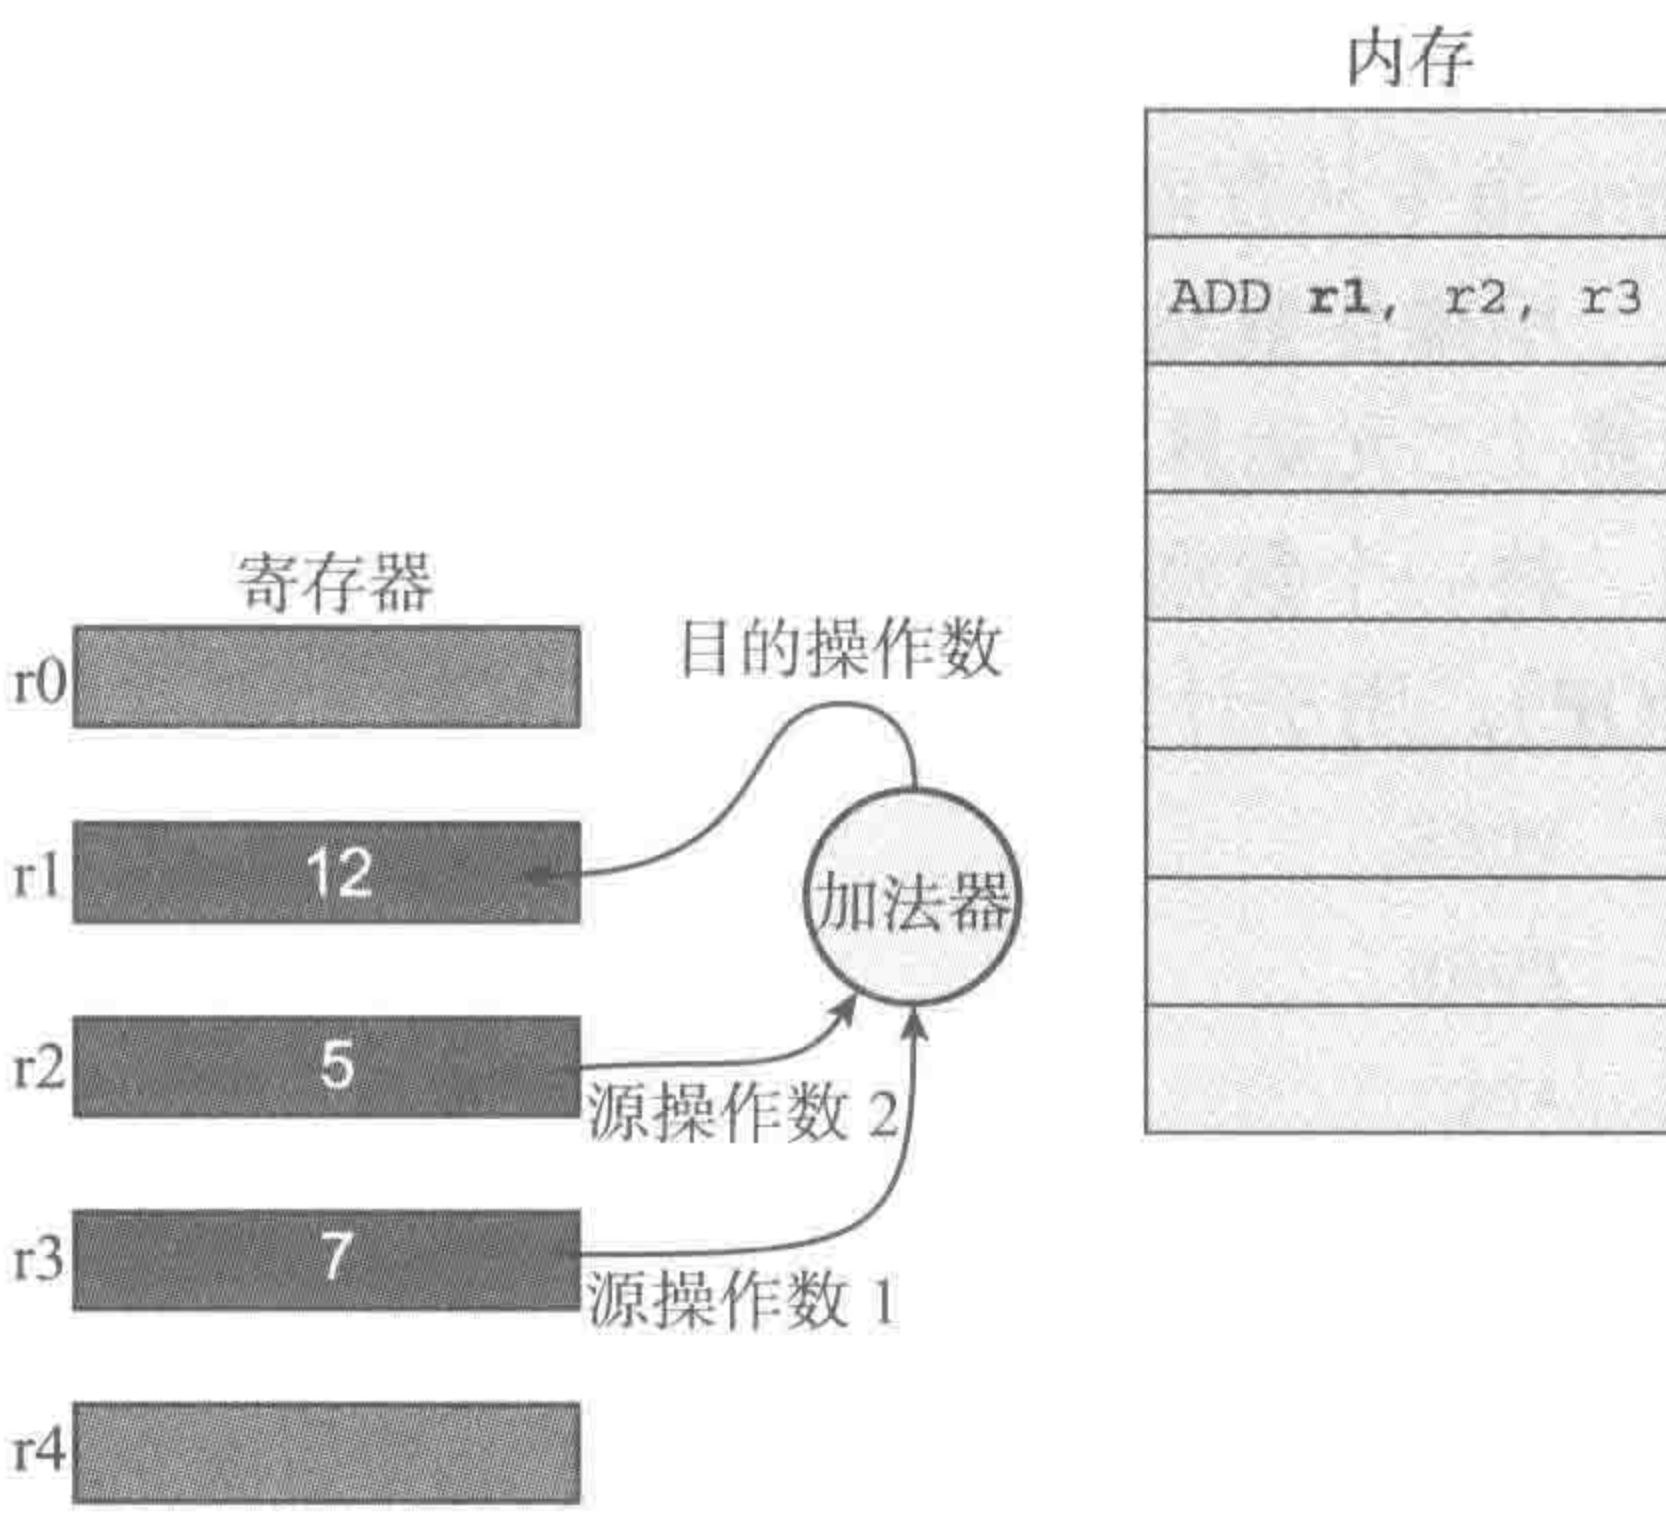 内存
ADD r1, r2, r3
寄存器
目的操作数
r0
r1
12
加法器
r2
5
源操作数 2
r3
7
源操作数 1
r4